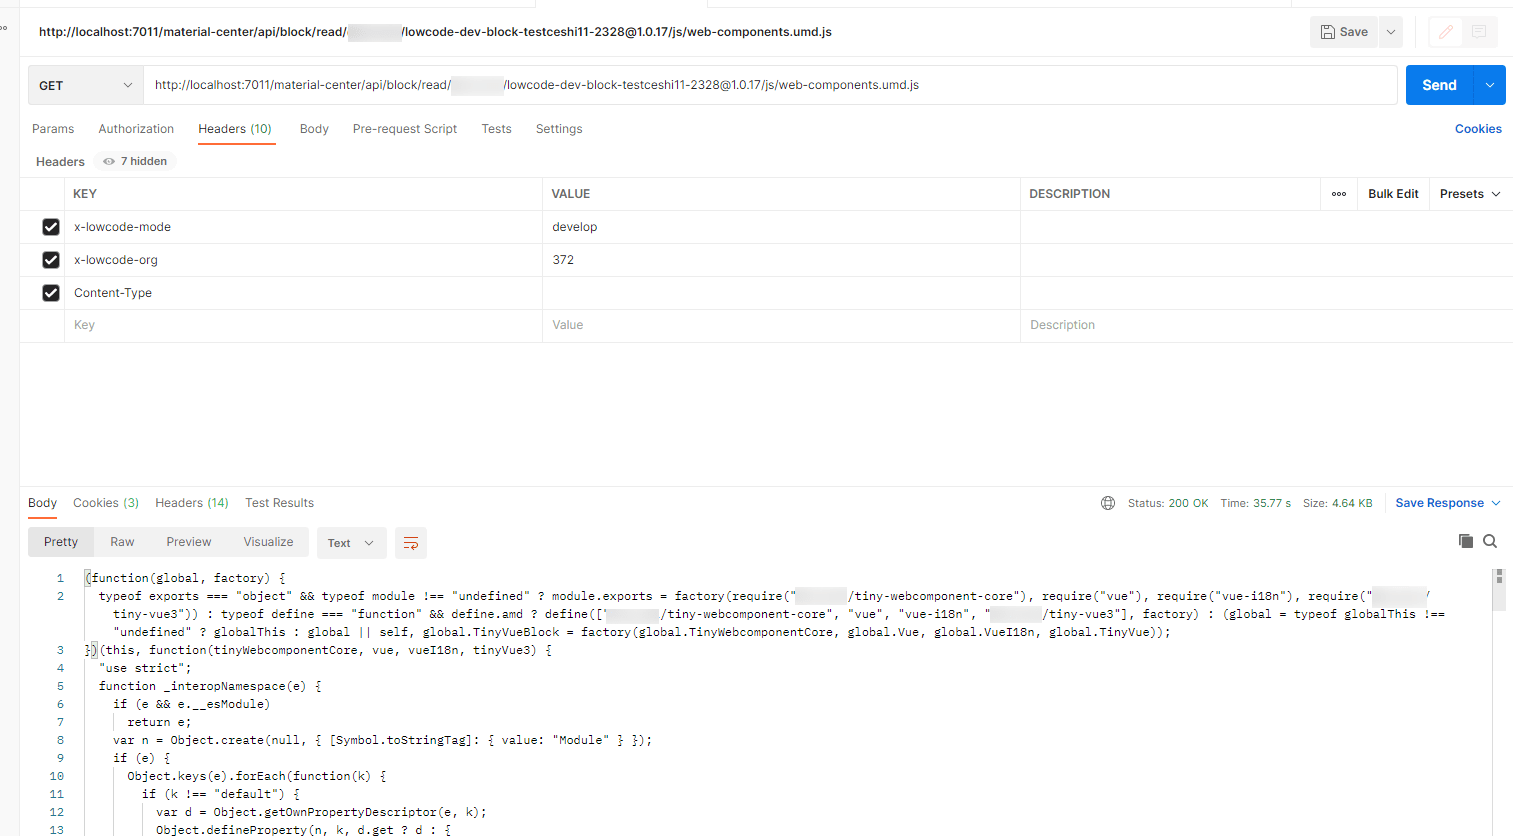 http://localhost:7011/material-center/api/block/read/ /lowcode-dev-block-testceshi11-2328@1.0.17/js/web-components.umd.js
Save
GET
http://localhost:7011/material-center/api/block/read/ /lowcode-dev-block-testceshi11-2328@1.0.17/js/web-components.umd.js
Send
Params Authorization Headers (10) Body Pre-request Script Tests Settings Cookies
Headers 7 hidden
KEY VALUE DESCRIPTION ooo Bulk Edit Presets
x-lowcode-mode develop
x-lowcode-org 372
Content-Type
Key Value Description
Body Cookies (3) Headers (14) Test Results Status: 200 OK Time: 35.77 s Size: 4.64 KB Save Response
Pretty Raw Preview Visualize Text
1 (function(global, factory) {
2 typeof exports === "object" && typeof module !== "undefined" ? module.exports = factory(require(" /tiny-webcomponent-core"), require("vue"), require("vue-i18n"), require(" /
tiny-vue3")) : typeof define === "function" && define.amd ? define([" /tiny-webcomponent-core", "vue", "vue-i18n", " /tiny-vue3"], factory) : (global = typeof globalThis !==
"undefined" ? globalThis : global || self, global.TinyVueBlock = factory(global.TinyWebcomponentCore, global.Vue, global.VueI18n, global.TinyVue));
3 })(this, function(tinyWebcomponentCore, vue, vueI18n, tinyVue3) {
4 "use strict";
5 function _interopNamespace(e) {
6 if (e && e.__esModule)
7 return e;
8 var n = Object.create(null, { [Symbol.toStringTag]: { value: "Module" } });
9 if (e) {
10 Object.keys(e).forEach(function(k) {
11 if (k !== "default") {
12 var d = Object.getOwnPropertyDescriptor(e, k);
13 Object.defineProperty(n, k, d.get ? d : {